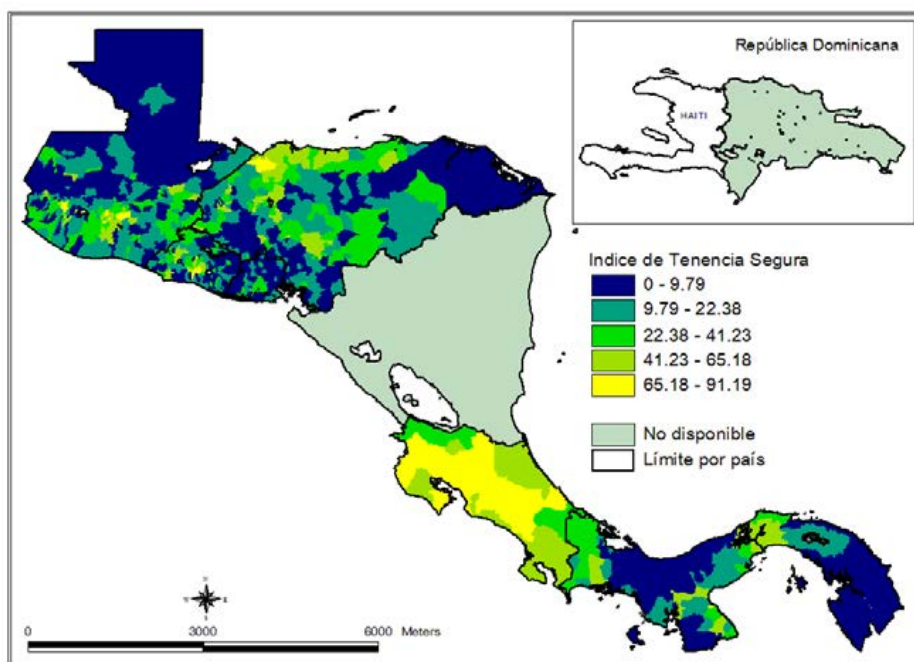 República Dominicana
HAITI
Indice de Tenencia Segura
0 - 9.79
9.79 - 22.38
22.38 - 41.23
41.23 - 65.18
65.18 - 91.19
No disponible
Límite por país
0 3000 6000 Meters